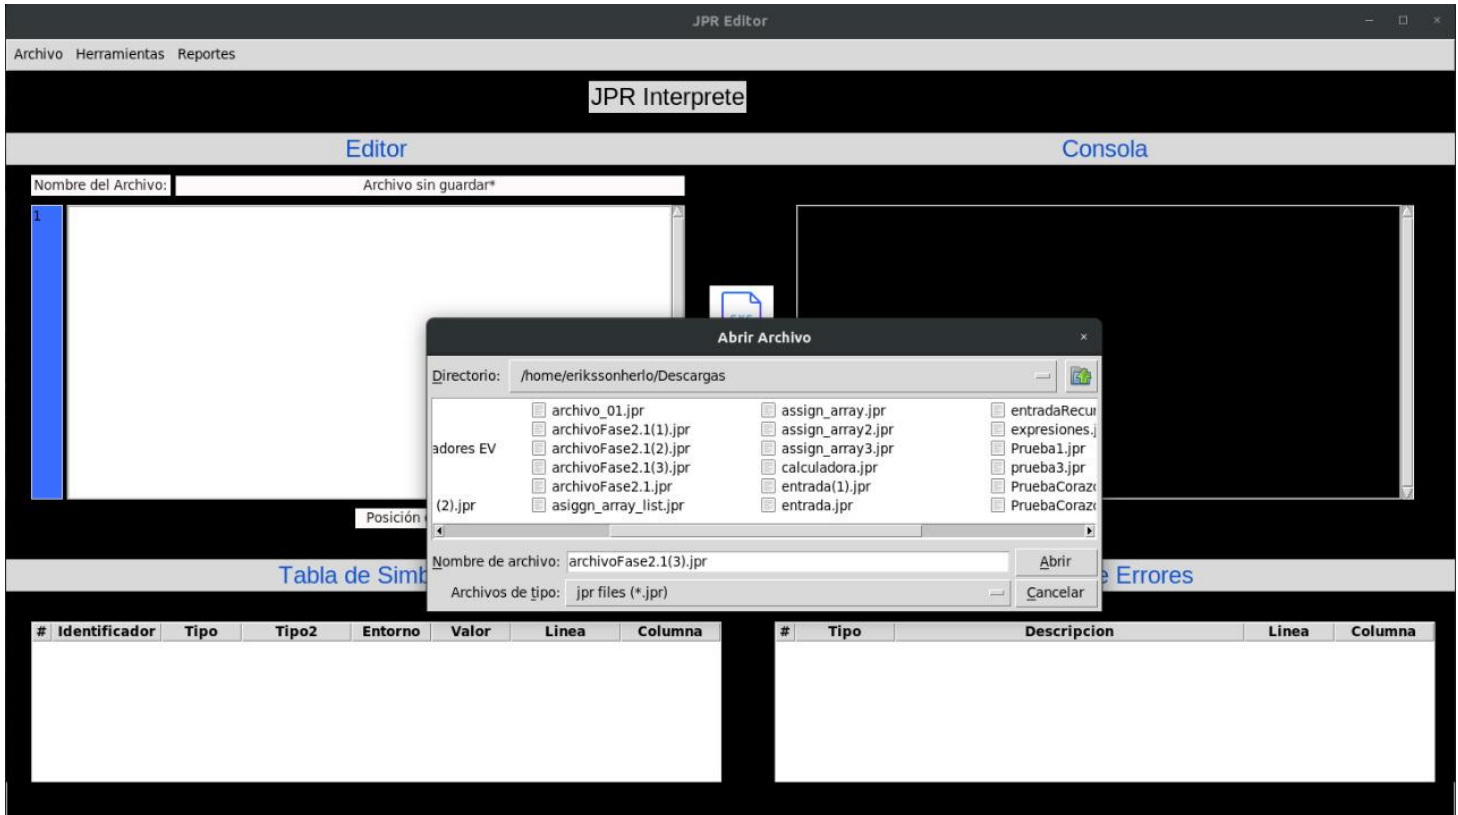 JPR Editor
Archivo Herramientas Reportes
JPR Interprete
Editor
Consola
Nombre del Archivo: Archivo sin guardar*
1
Abrir Archivo
Directorio: /home/erikssonherlo/Descargas
archivo_01.jpr assign_array.jpr entradaRecur
archivoFase2.1(1).jpr assign_array2.jpr expresiones.j
adores EV archivoFase2.1(2).jpr assign_array3.jpr Prueba1.jpr
archivoFase2.1(3).jpr calculadora.jpr prueba3.jpr
archivoFase2.1.jpr entrada(1).jpr PruebaCorazo
(2).jpr asiggn_array_list.jpr entrada.jpr PruebaCorazo
Posición
Nombre de archivo: archivoFase2.1(3).jpr Abrir
Archivos de tipo: jpr files (*.jpr) Cancelar
Tabla de Simb
e Errores
# Identificador Tipo Tipo2 Entorno Valor Linea Columna
# Tipo Descripcion Linea Columna